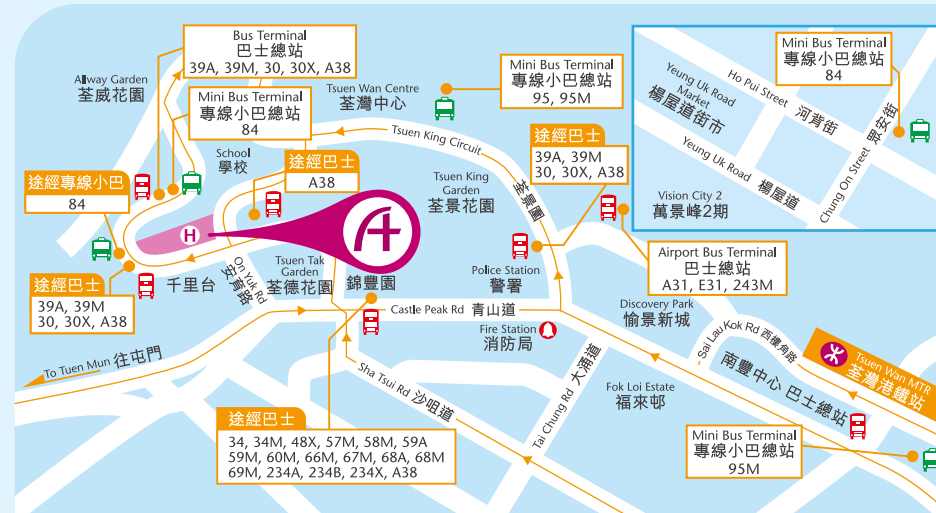 Bus Terminal
巴士總站
39A, 39M, 30, 30X, A38
Allway Garden
荃威花園
Mini Bus Terminal
專線小巴總站
84
Tsuen Wan Centre
荃灣中心
Mini Bus Terminal
專線小巴總站
95, 95M
Mini Bus Terminal
專線小巴總站
84
Yeung Uk Road
Market
楊屋道街市
Ho Pui Street 河背街
Yeung Uk Road 楊屋道
Chung On Street 眾安街
Vision City 2
萬景峰2期
School
學校
途經巴士
A38
Tsuen King Circuit
荃景圍
途經巴士
39A, 39M
30, 30X, A38
途經專線小巴
84
Tsuen King
Garden
荃景花園
H
途經巴士
39A, 39M
30, 30X, A38
千里台
On Yuk Rd
安育路
Tsuen Tak
Garden
荃德花園
錦豐園
Police Station
警署
Airport Bus Terminal
巴士總站
A31, E31, 243M
Castle Peak Rd 青山道
Fire Station
消防局
Discovery Park
愉景新城
Sai Lau Kok Rd 西樓角路
Tsuen Wan MTR
荃灣港鐵站
To Tuen Mun 往屯門
Sha Tsui Rd 沙咀道
Tai Chung Rd 大涌道
Fok Loi Estate
福來邨
南豐中心 巴士總站
途經巴士
34, 34M, 48X, 57M, 58M, 59A
59M, 60M, 66M, 67M, 68A, 68M
69M, 234A, 234B, 234X, A38
Mini Bus Terminal
專線小巴總站
95M